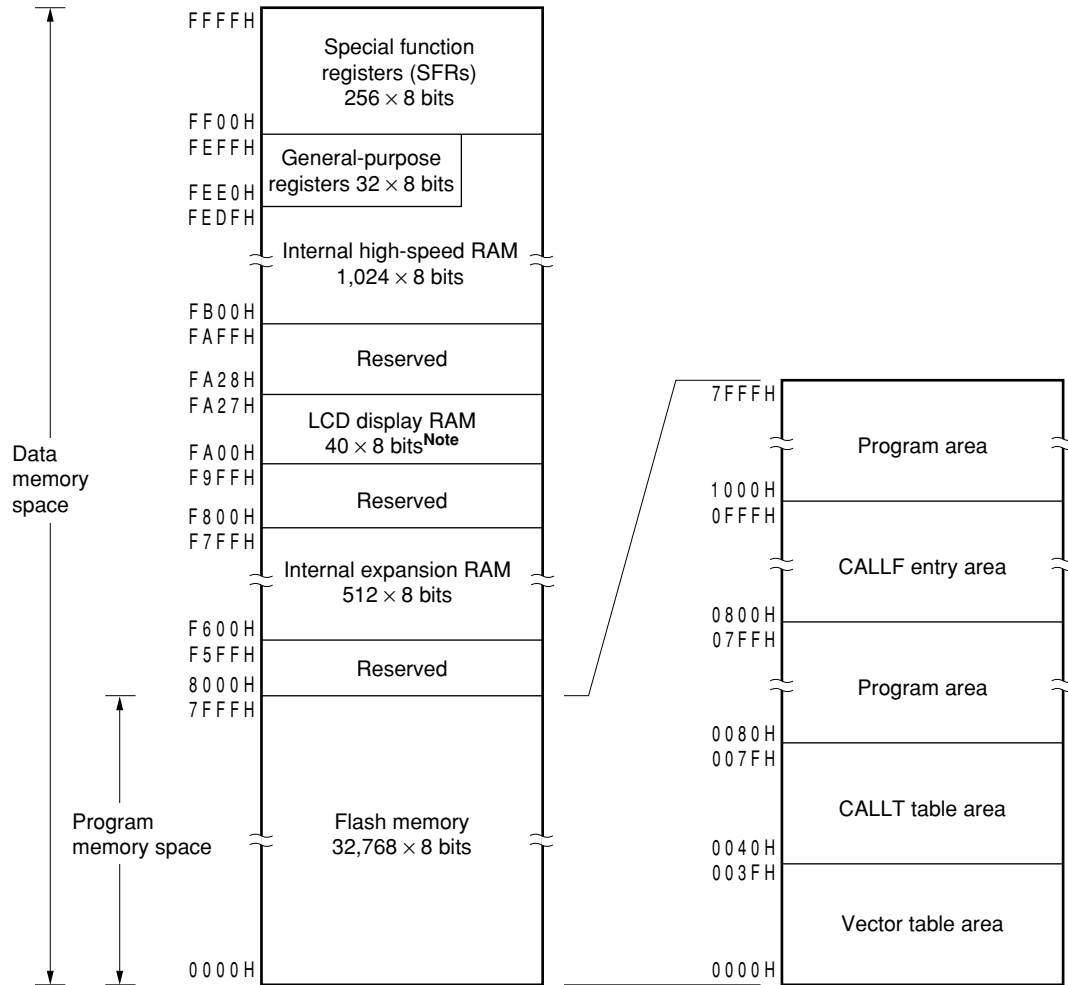 FFFFH
Special function
registers (SFRs)
256 × 8 bits
FF00H
FEFFH
General-purpose
registers 32 × 8 bits
FEE0H
FEDFH
Internal high-speed RAM
1,024 × 8 bits
FB00H
FAFFH
Reserved
FA28H
FA27H
LCD display RAM
40 × 8 bitsNote
FA00H
F9FFH
Reserved
F800H
F7FFH
Internal expansion RAM
512 × 8 bits
F600H
F5FFH
Reserved
8000H
7FFFH
Flash memory
32,768 × 8 bits
0000H
Data
memory
space
Program
memory space
7FFFH
Program area
1000H
0FFFH
CALLF entry area
0800H
07FFH
Program area
0080H
007FH
CALLT table area
0040H
003FH
Vector table area
0000H